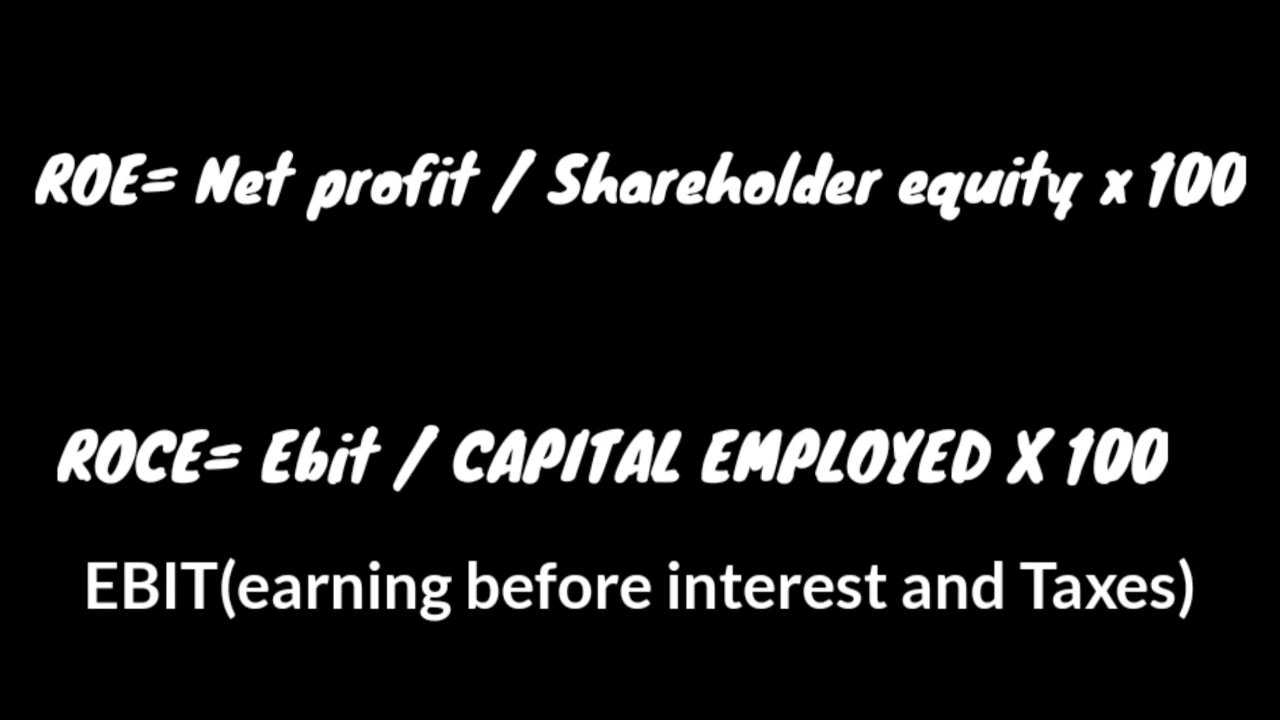 ROE= Net profit / Shareholder equity x 100
ROCE= Ebit / CAPITAL EMPLOYED X 100
EBIT(earning before interest and Taxes)